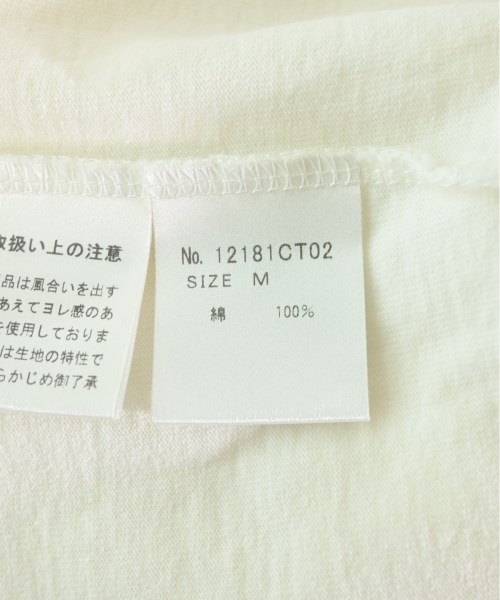 取扱い上の注意
品は風合いを出す
あえてヨレ感のあ
を使用しておりま
は生地の特性で
らかじめ御了承
No. 12181CT02
SIZE M
綿 100%